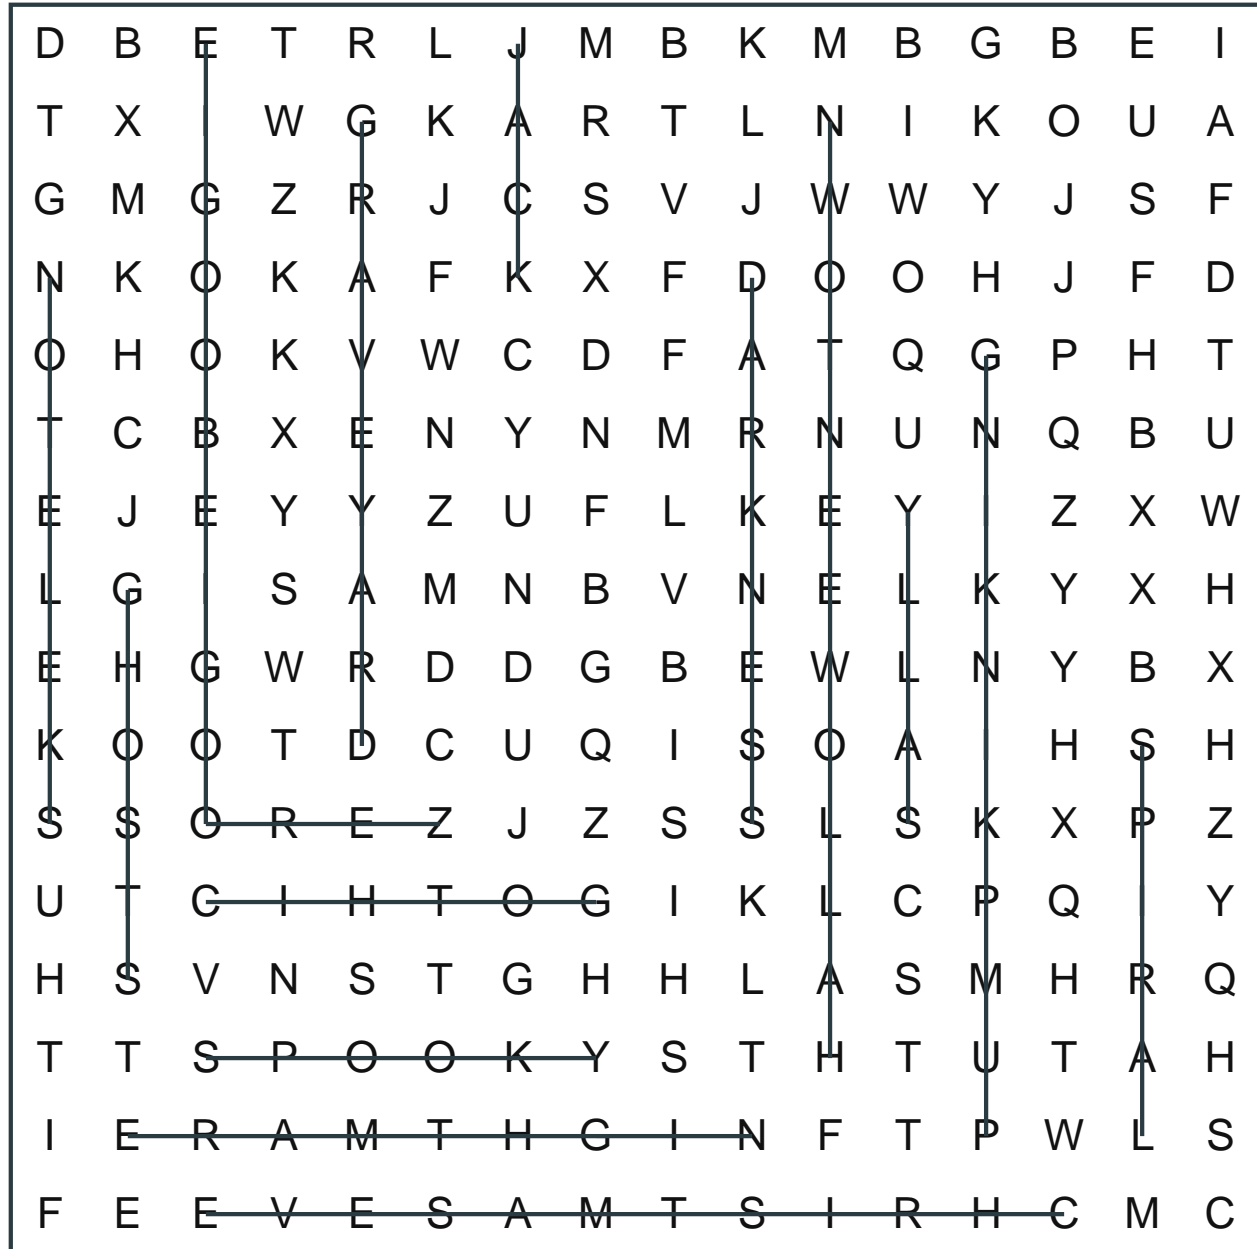 D B E T R L J M B K M B G B E I
T X I W G K A R T L N I K O U A
G M G Z R J C S V J W W Y J S F
N K O K A F K X F D O O H J F D
O H O K V W C D F A T Q G P H T
T C B X E N Y N M R N U N Q B U
E J E Y Y Z U F L K E Y I Z X W
L G I S A M N B V N E L K Y X H
E H G W R D D G B E W L N Y B X
K O O T D C U Q I S O A I H S H
S S O R E Z J Z S S L S K X P Z
U T C I H T O G I K L C P Q I Y
H S V N S T G H H L A S M H R Q
T T S P O O K Y S T H T U T A H
I E R A M T H G I N F T P W L S
F E E V E S A M T S I R H C M C